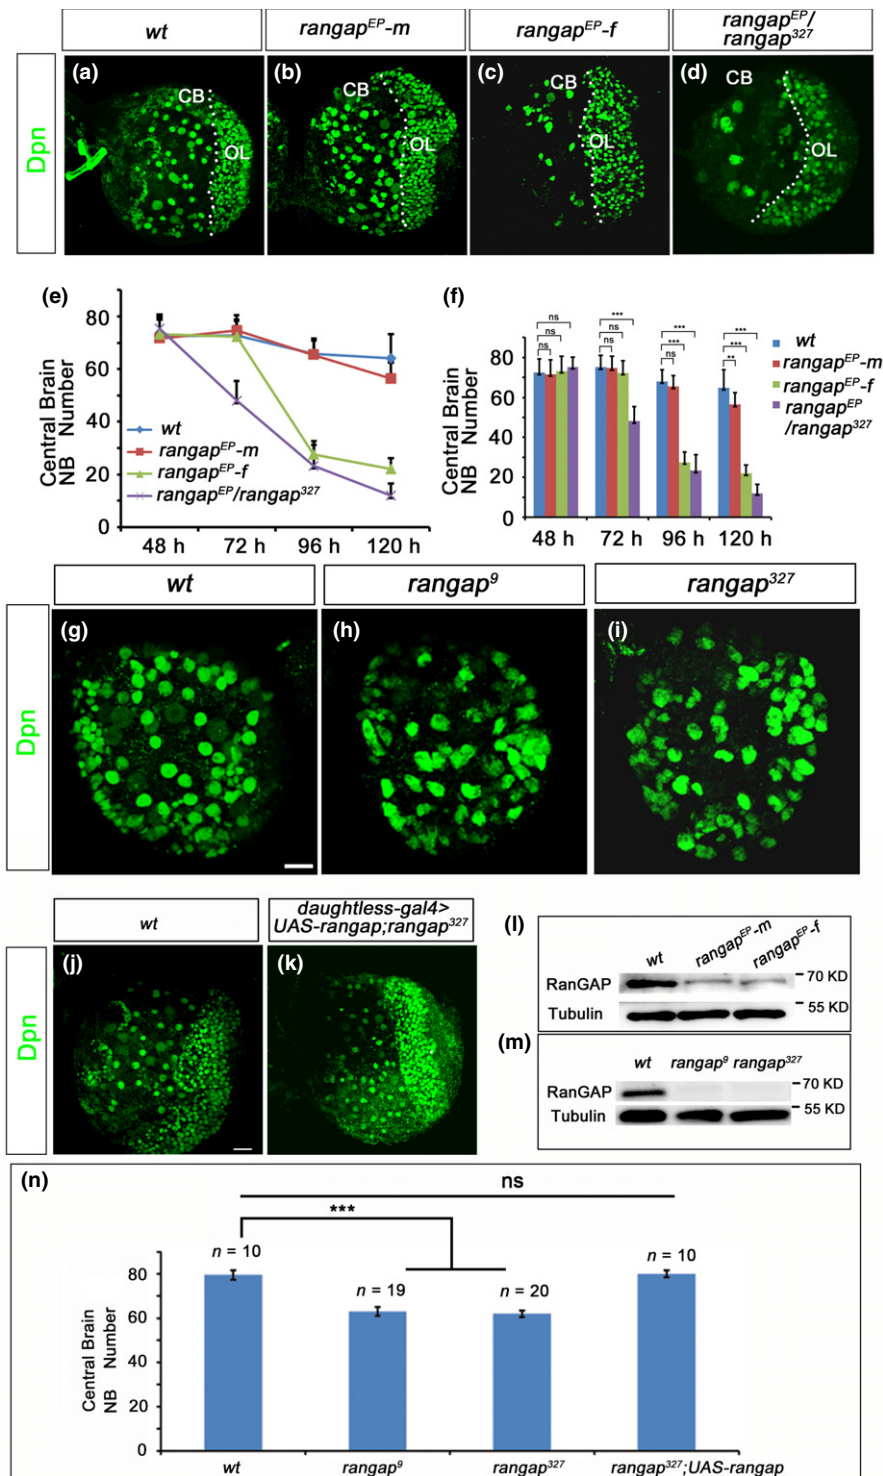 wt
rangap^EP-m
rangap^EP-f
rangap^EP/
rangap^327
Dpn
(a)
CB
OL
(b)
CB
OL
(c)
CB
OL
(d)
CB
OL
(e)
Central Brain
NB Number
80
60
40
20
0
wt
rangap^EP-m
rangap^EP-f
rangap^EP/rangap^327
48 h
72 h
96 h
120 h
(f)
Central Brain
NB Number
80
60
40
20
0
ns
ns
ns
***
ns
ns
***
***
ns
***
***
**
wt
rangap^EP-m
rangap^EP-f
rangap^EP
/rangap^327
48 h
72 h
96 h
120 h
wt
rangap^9
rangap^327
Dpn
(g)
(h)
(i)
wt
daughtless-gal4>
UAS-rangap;rangap^327
Dpn
(j)
(k)
(l)
wt
rangap^EP-m
rangap^EP-f
RanGAP
70 KD
Tubulin
55 KD
(m)
wt rangap^9 rangap^327
RanGAP
70 KD
Tubulin
55 KD
(n)
ns
***
n = 10
n = 19
n = 20
n = 10
Central Brain
NB Number
80
60
40
20
0
wt
rangap^9
rangap^327
rangap^327;UAS-rangap